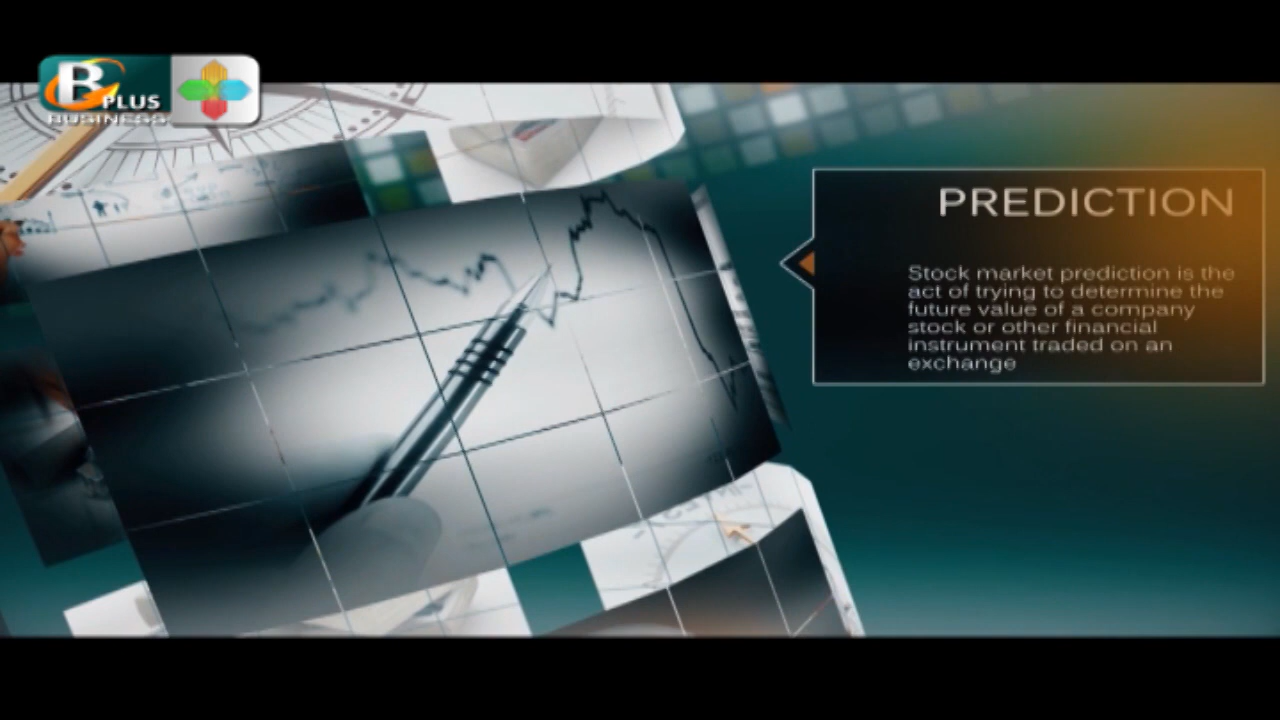 B PLUS
BUSINESS
PREDICTION
Stock market prediction is the
act of trying to determine the
future value of a company
stock or other financial
instrument traded on an
exchange